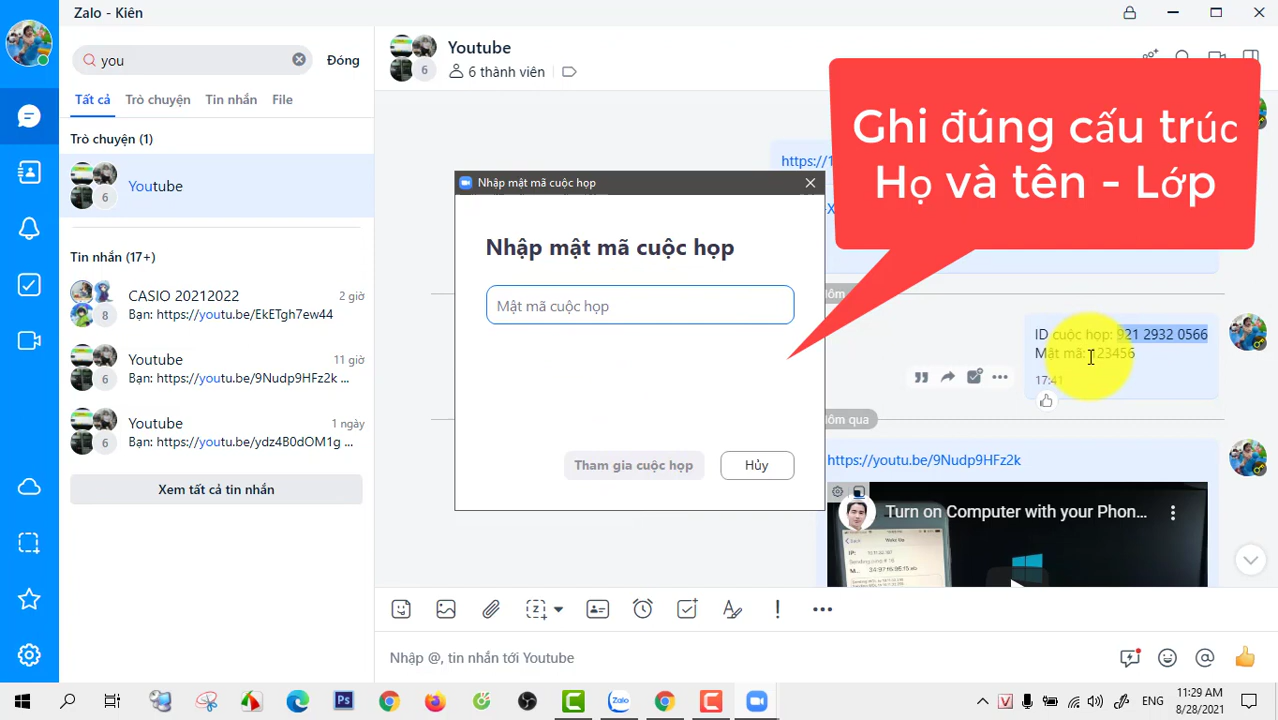 Zalo - Kiên
you
Đóng
Tất cả
Trò chuyện
Tin nhắn
File
Trò chuyện (1)
Youtube
6
Tin nhắn (17+)
CASIO 20212022
2 giờ
8
Bạn: https://youtu.be/EkETgh7ew44
Youtube
11 giờ
6
Bạn: https://youtu.be/9Nudp9HFz2k ...
Youtube
1 ngày
6
Bạn: https://youtu.be/ydz4B0dOM1g ...
Xem tất cả tin nhắn
Youtube
6
6 thành viên
https://1
Ghi đúng cấu trúc
Họ và tên - Lớp
Nhập mật mã cuộc họp
Nhập mật mã cuộc họp
Mật mã cuộc họp
Tham gia cuộc họp
Hủy
ID cuộc họp: 921 2932 0566
Mật mã: 123456
17:41
ôm qua
https://youtu.be/9Nudp9HFz2k
Turn on Computer with your Phon...
Nhập @, tin nhắn tới Youtube
ENG
11:29 AM
8/28/2021